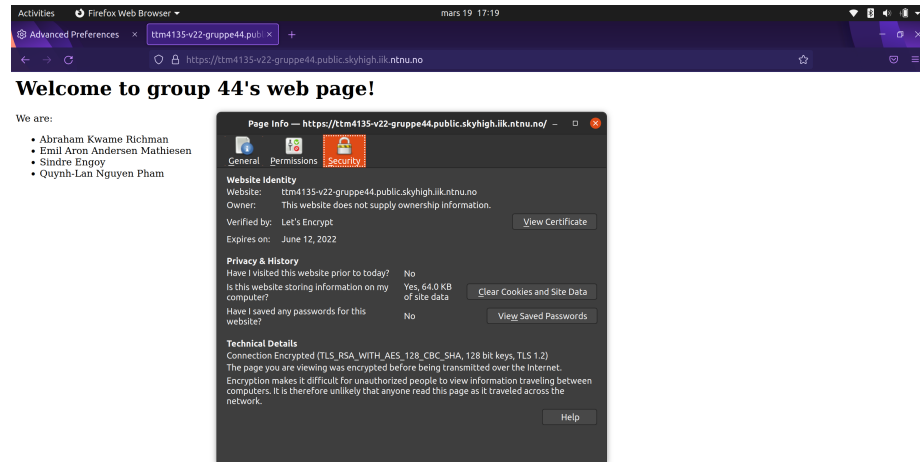 Activities Firefox Web Browser mars 19 17:19
Advanced Preferences × ttm4135-v22-gruppe44.publ × +
https://ttm4135-v22-gruppe44.public.skyhigh.iik.ntnu.no
Welcome to group 44's web page!
We are:
• Abraham Kwame Richman
• Emil Aron Andersen Mathiesen
• Sindre Engoy
• Quynh-Lan Nguyen Pham
Page Info — https://ttm4135-v22-gruppe44.public.skyhigh.iik.ntnu.no/
General Permissions Security
Website Identity
Website: ttm4135-v22-gruppe44.public.skyhigh.iik.ntnu.no
Owner: This website does not supply ownership information.
Verified by: Let's Encrypt View Certificate
Expires on: June 12, 2022
Privacy & History
Have I visited this website prior to today? No
Is this website storing information on my Yes, 64.0 KB
computer? of site data Clear Cookies and Site Data
Have I saved any passwords for this
website? No View Saved Passwords
Technical Details
Connection Encrypted (TLS_RSA_WITH_AES_128_CBC_SHA, 128 bit keys, TLS 1.2)
The page you are viewing was encrypted before being transmitted over the Internet.
Encryption makes it difficult for unauthorized people to view information traveling between
computers. It is therefore unlikely that anyone read this page as it traveled across the
network.
Help